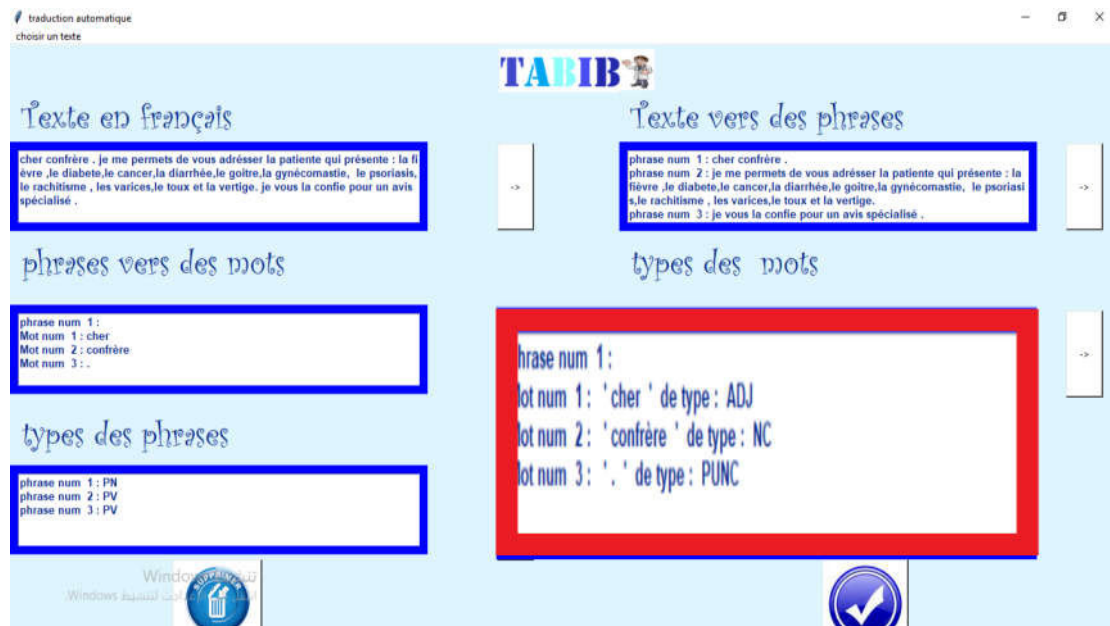 traduction automatique
choisir un texte
TABIB
Texte en français
Texte vers des phrases
cher confrère . je me permets de vous adrésser la patiente qui présente : la fi
èvre ,le diabete,le cancer,la diarrhée,le goitre,la gynécomastie, le psoriasis,
le rachitisme , les varices,le toux et la vertige. je vous la confie pour un avis
spécialisé .
->
phrase num 1 : cher confrère .
phrase num 2 : je me permets de vous adrésser la patiente qui présente : la
fièvre ,le diabete,le cancer,la diarrhée,le goitre,la gynécomastie, le psoriasi
s,le rachitisme , les varices,le toux et la vertige.
phrase num 3 : je vous la confie pour un avis spécialisé .
->
phrases vers des mots
types des mots
phrase num 1 :
Mot num 1 : cher
Mot num 2 : confrère
Mot num 3 : .
hrase num 1 :
lot num 1 : ' cher ' de type : ADJ
lot num 2 : ' confrère ' de type : NC
lot num 3 : ' . ' de type : PUNC
->
types des phrases
phrase num 1 : PN
phrase num 2 : PV
phrase num 3 : PV
SUPPRIMER
Windows